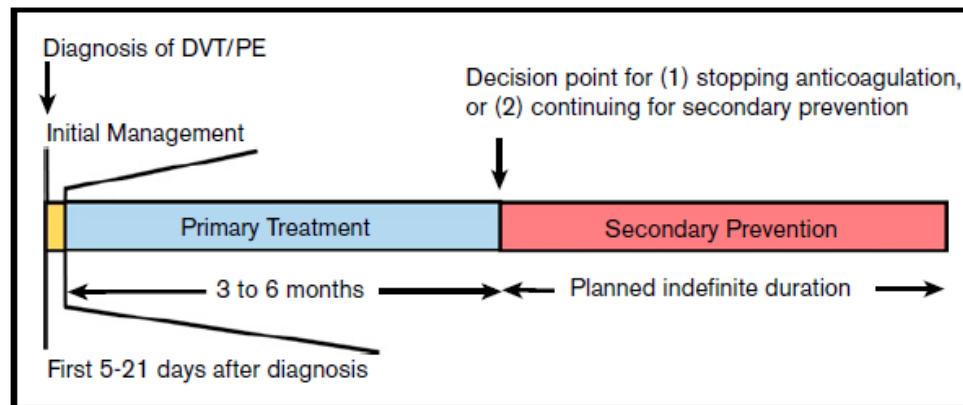 Diagnosis of DVT/PE
Decision point for (1) stopping anticoagulation,
or (2) continuing for secondary prevention
Initial Management
Primary Treatment
Secondary Prevention
3 to 6 months
Planned indefinite duration
First 5-21 days after diagnosis